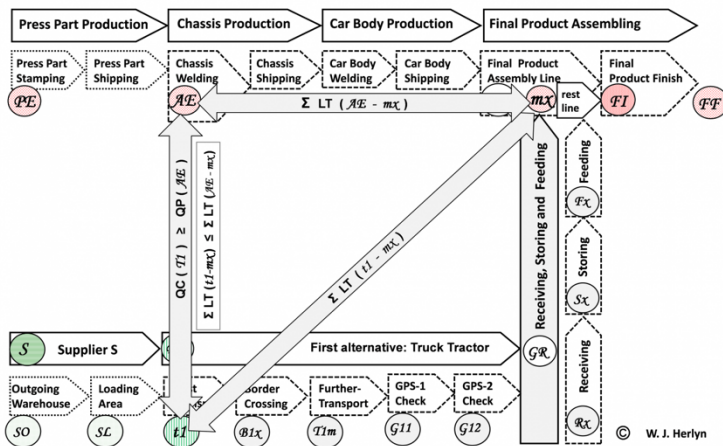 Press Part Production
Chassis Production
Car Body Production
Final Product Assembling
Press Part
Stamping
Press Part
Shipping
Chassis
Welding
Chassis
Shipping
Car Body
Welding
Car Body
Shipping
Final Product
Assembly Line
rest
line
Final
Product Finish
PE
AE
Σ LT ( AE - mx )
mx
FI
FF
QC ( T1 ) ≥ QP ( AE )
Σ LT (t1-mx) ≤ Σ LT (AE-mx)
Σ LT ( t1 - mx )
Receiving, Storing and Feeding
Feeding
Fx
Storing
Sx
Receiving
Rx
S
Supplier S
First alternative: Truck Tractor
GR
Outgoing
Warehouse
Loading
Area
Border
Crossing
Further-
Transport
GPS-1
Check
GPS-2
Check
SO
SL
t1
B1x
T1m
G11
G12
© W. J. Herlyn